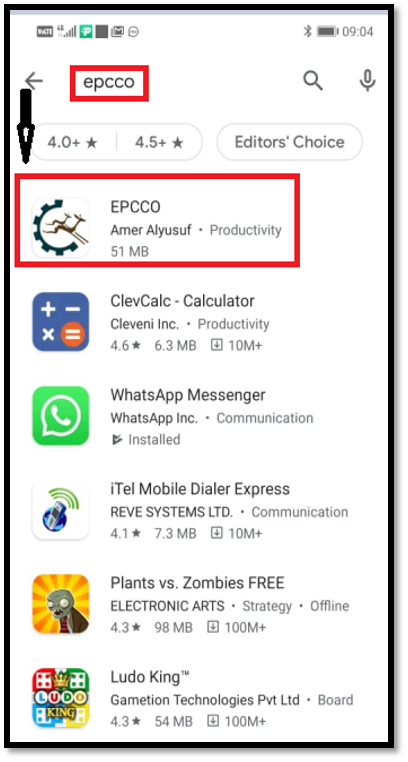 VoLTE 4G 09:04
epcco
4.0+ ★ 4.5+ ★ Editors' Choice
EPCCO
Amer Alyusuf • Productivity
51 MB
ClevCalc - Calculator
Cleveni Inc. • Productivity
4.6★ 6.3 MB 10M+
WhatsApp Messenger
WhatsApp Inc. • Communication
Installed
iTel Mobile Dialer Express
REVE SYSTEMS LTD. • Communication
4.1★ 7.3 MB 10M+
Plants vs. Zombies FREE
ELECTRONIC ARTS • Strategy • Offline
4.3★ 98 MB 100M+
Ludo King™
Gametion Technologies Pvt Ltd • Board
LUDO
KING
4.3★ 54 MB 100M+